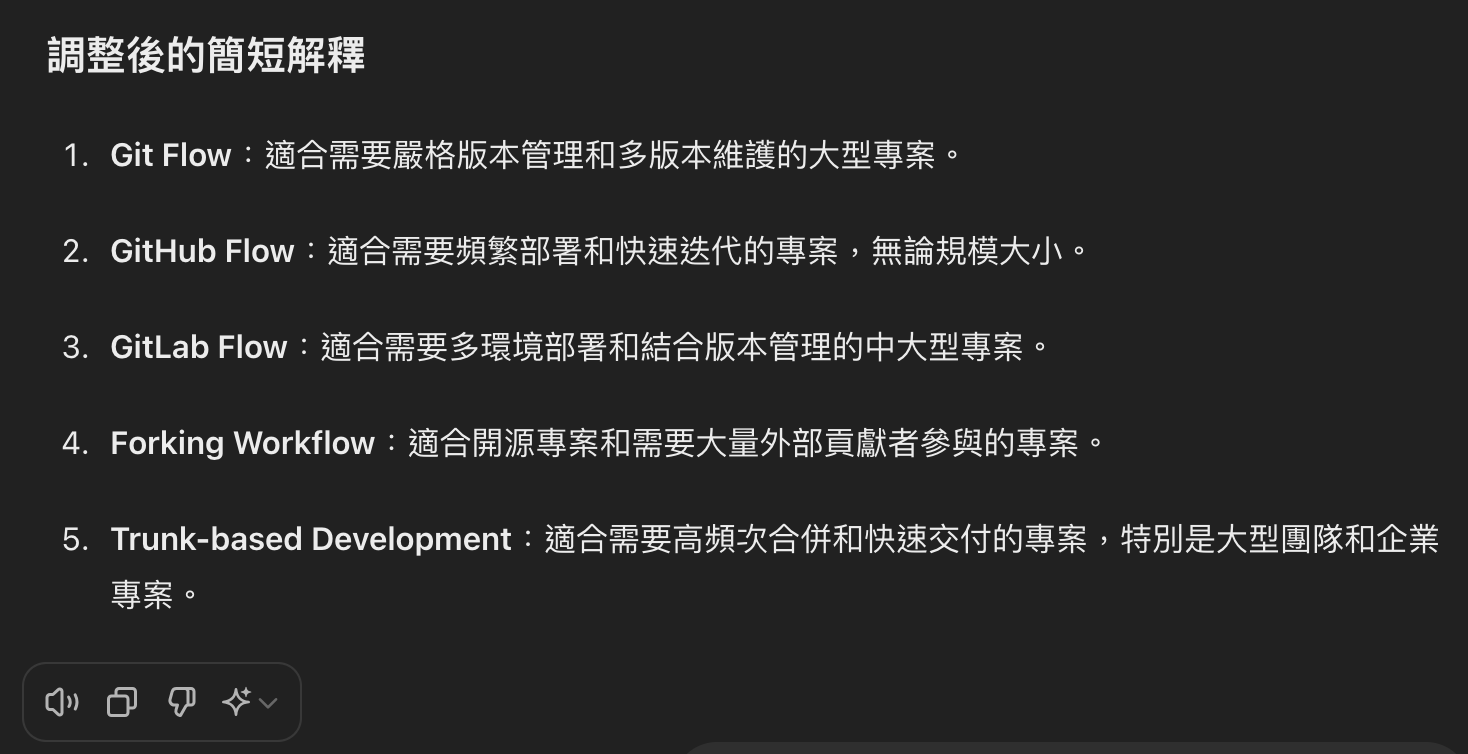 調整後的簡短解釋
1. Git Flow：適合需要嚴格版本管理和多版本維護的大型專案。
2. GitHub Flow：適合需要頻繁部署和快速迭代的專案，無論規模大小。
3. GitLab Flow：適合需要多環境部署和結合版本管理的中大型專案。
4. Forking Workflow：適合開源專案和需要大量外部貢獻者參與的專案。
5. Trunk-based Development：適合需要高頻次合併和快速交付的專案，特別是大型團隊和企業
專案。